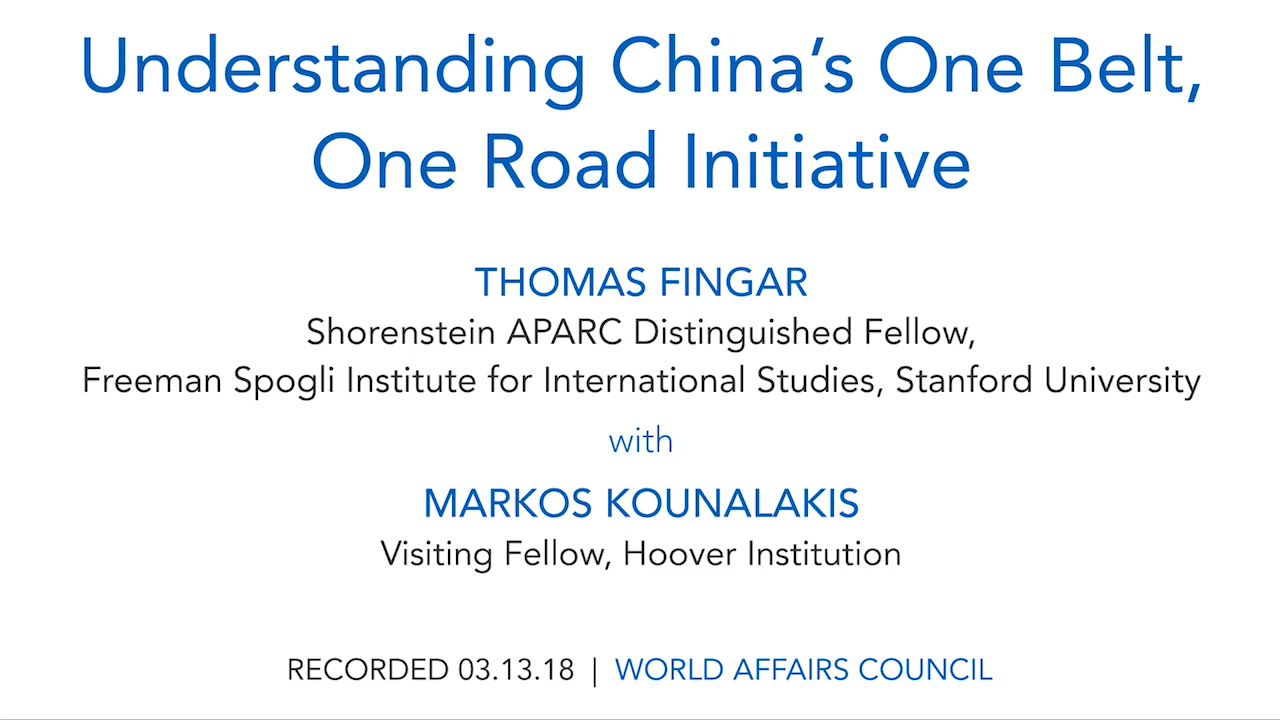 Understanding China’s One Belt,
One Road Initiative
THOMAS FINGAR
Shorenstein APARC Distinguished Fellow,
Freeman Spogli Institute for International Studies, Stanford University
with
MARKOS KOUNALAKIS
Visiting Fellow, Hoover Institution
RECORDED 03.13.18 | WORLD AFFAIRS COUNCIL